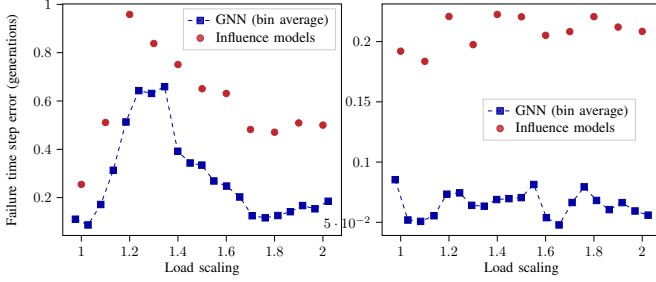 Failure time step error (generations)
1
0.8
0.6
0.4
0.2
1
1.2
1.4
1.6
1.8
2
Load scaling
GNN (bin average)
Influence models
0.2
0.1
5 · 10−2
1
1.2
1.4
1.6
1.8
2
Load scaling
GNN (bin average)
Influence models